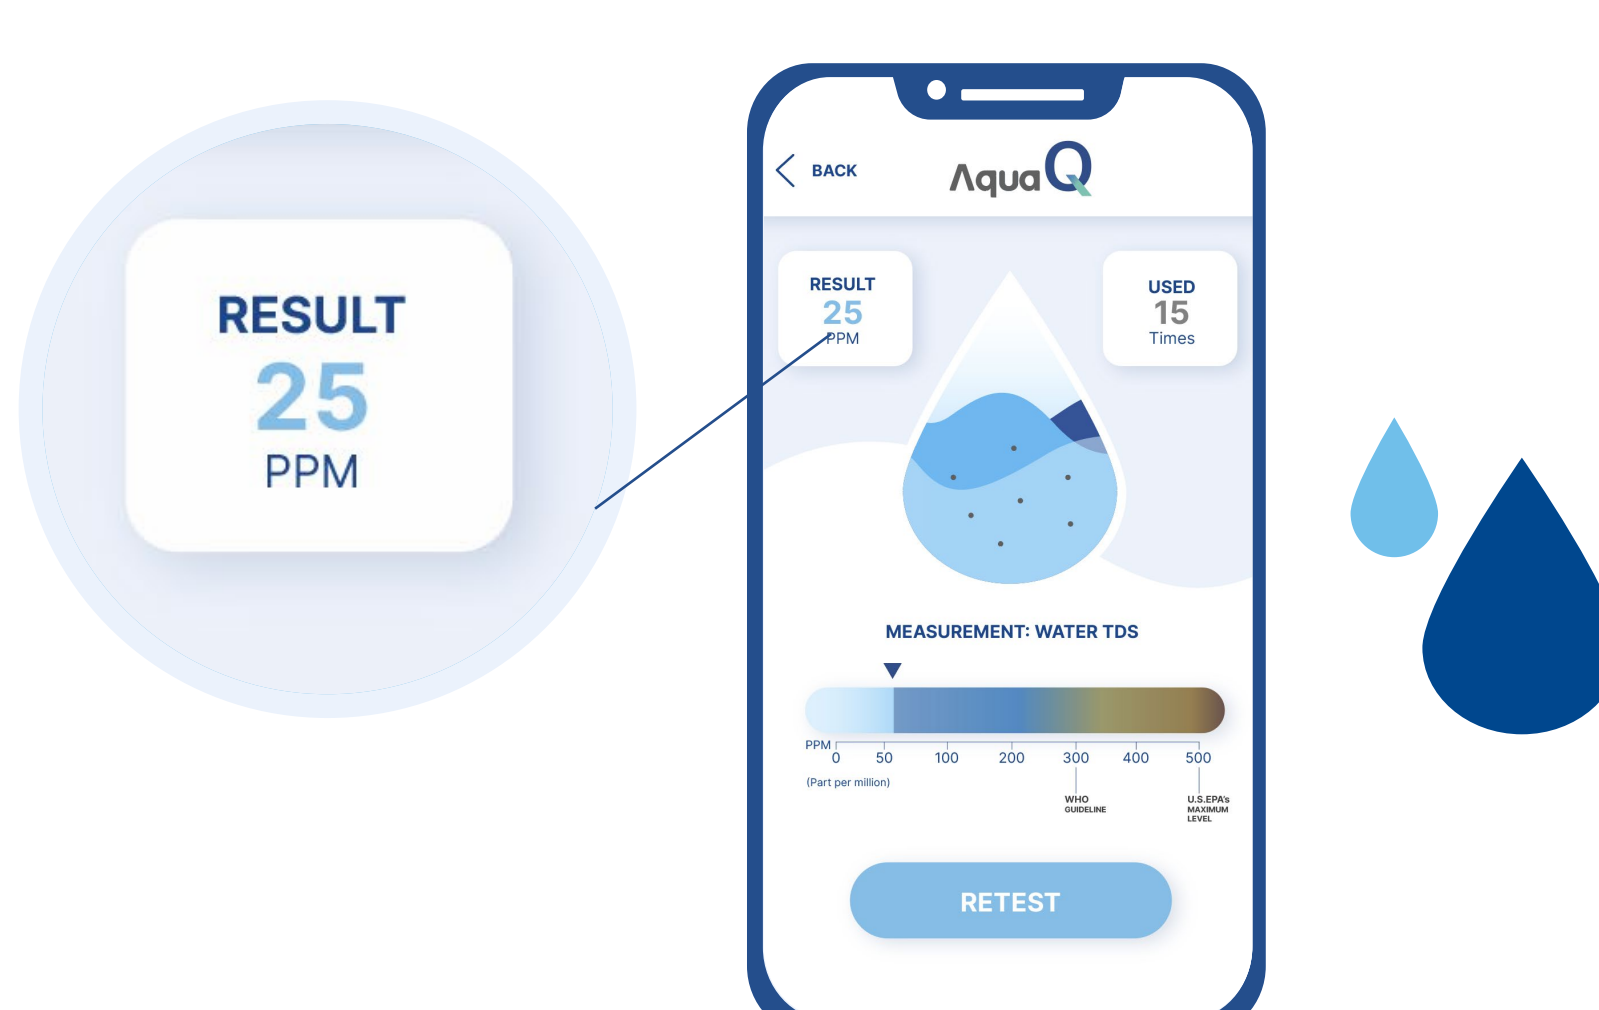 RESULT
25
PPM
BACK
AquaQ
RESULT
25
PPM
USED
15
Times
MEASUREMENT: WATER TDS
PPM
0 50 100 200 300 400 500
(Part per million)
WHO
GUIDELINE
U.S.EPA's
MAXIMUM
LEVEL
RETEST